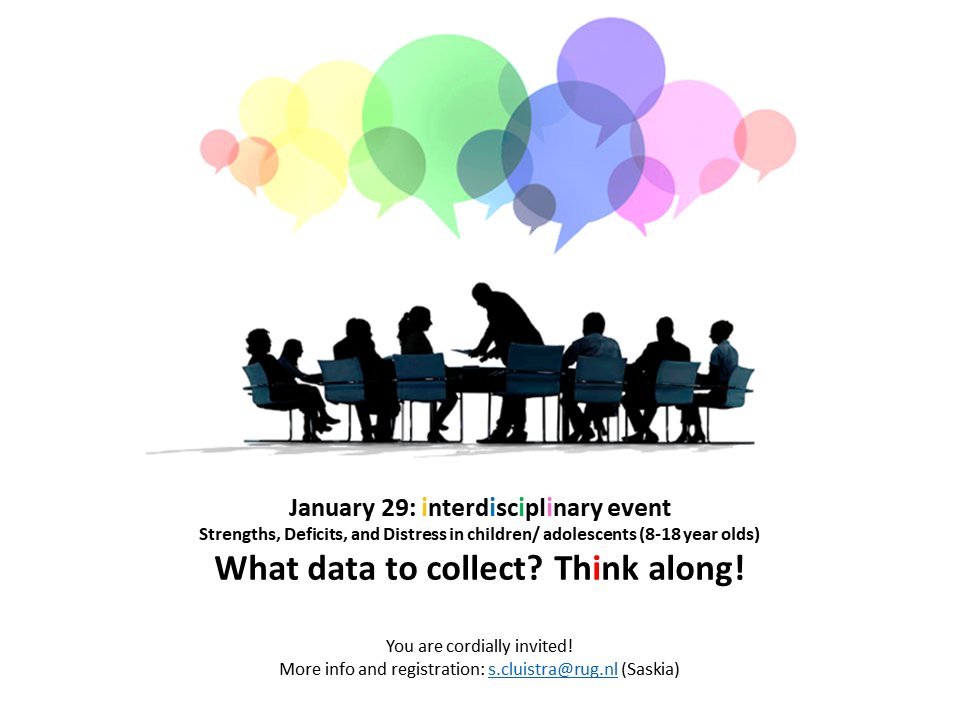 January 29: interdisciplinary event
Strengths, Deficits, and Distress in children/ adolescents (8-18 year olds)
What data to collect? Think along!
You are cordially invited!
More info and registration: s.cluistra@rug.nl (Saskia)